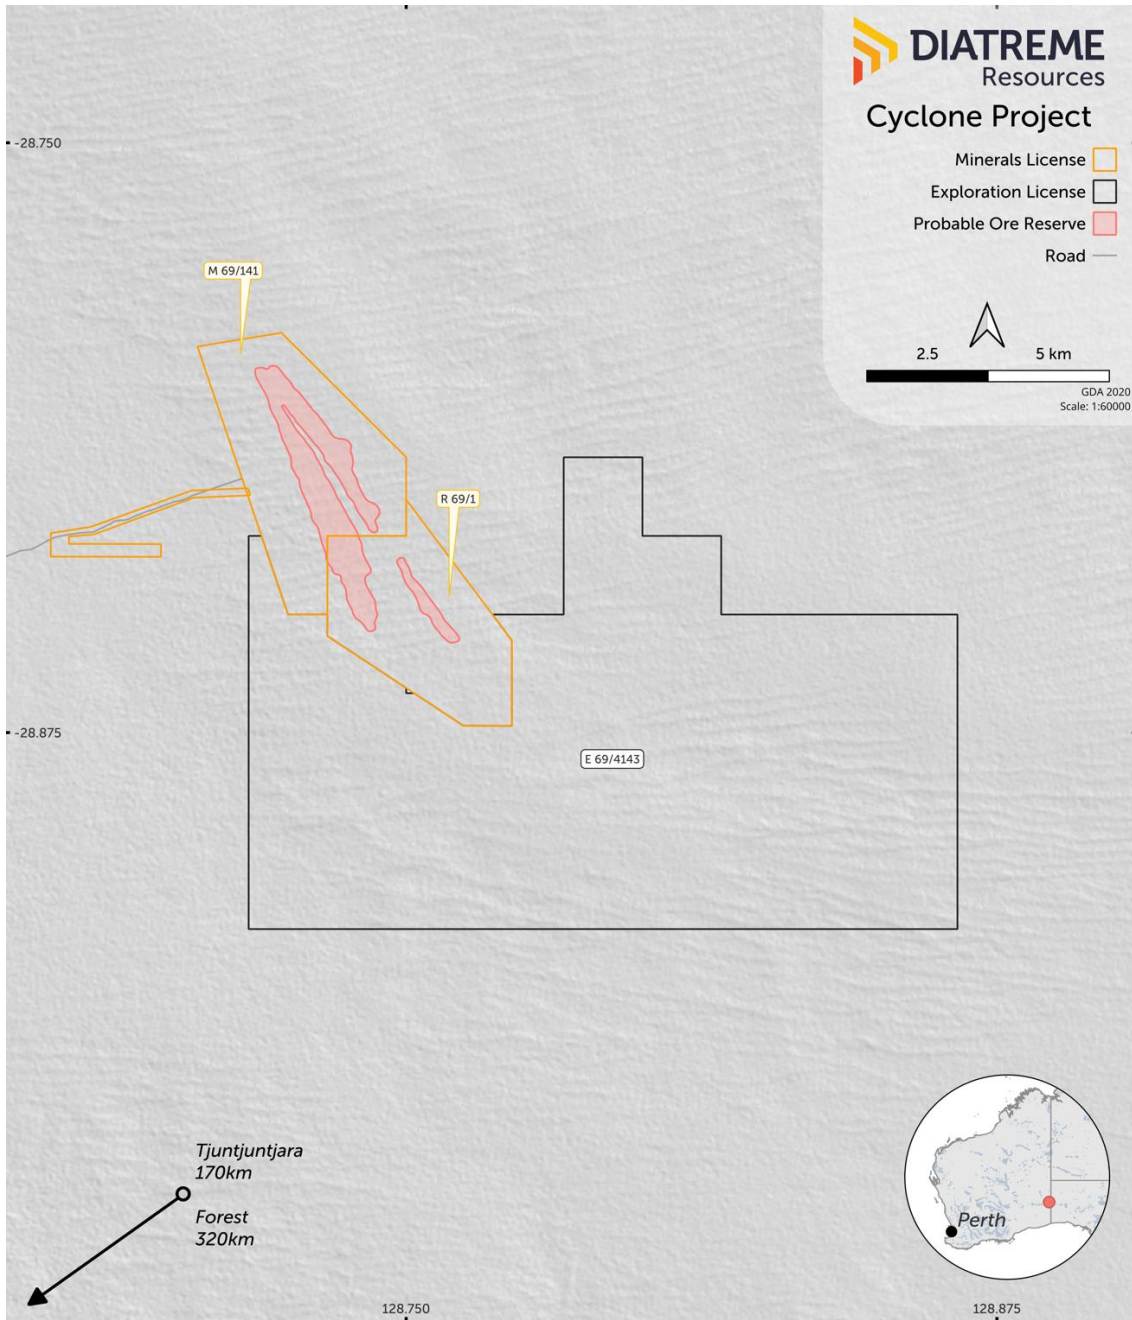 DIATREME
Resources
Cyclone Project
Minerals License
Exploration License
Probable Ore Reserve
Road
2.5 5 km
GDA 2020
Scale: 1:60000
-28.750
M 69/141
R 69/1
-28.875
E 69/4143
Tjuntjuntjara
170km
Forest
320km
Perth
128.750
128.875